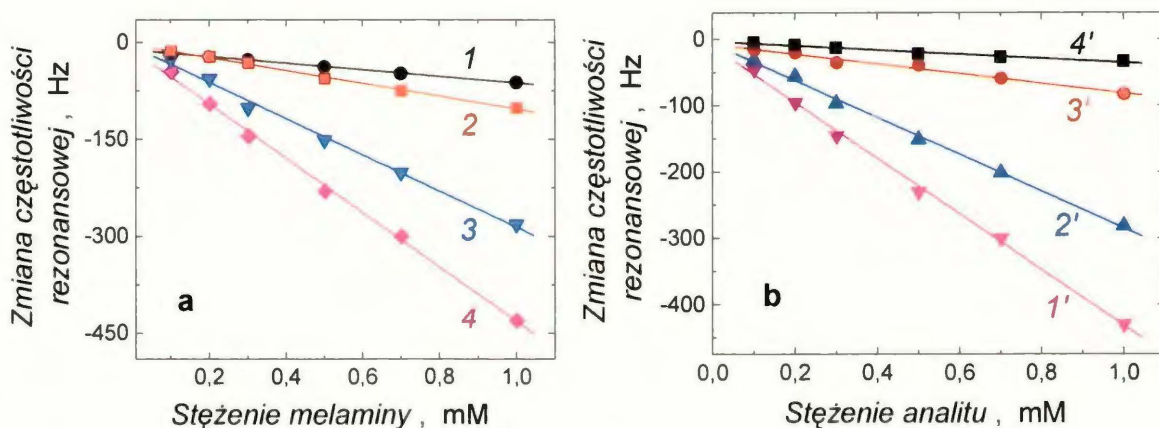 Zmiana częstotliwości
rezonansowej , Hz
0
-150
-300
-450
1
2
3
4
a
0,2 0,4 0,6 0,8 1,0
Stężenie melaminy , mM
Zmiana częstotliwości
rezonansowej , Hz
0
-100
-200
-300
-400
4'
3'
2'
1'
b
0,0 0,2 0,4 0,6 0,8 1,0
Stężenie analitu , mM